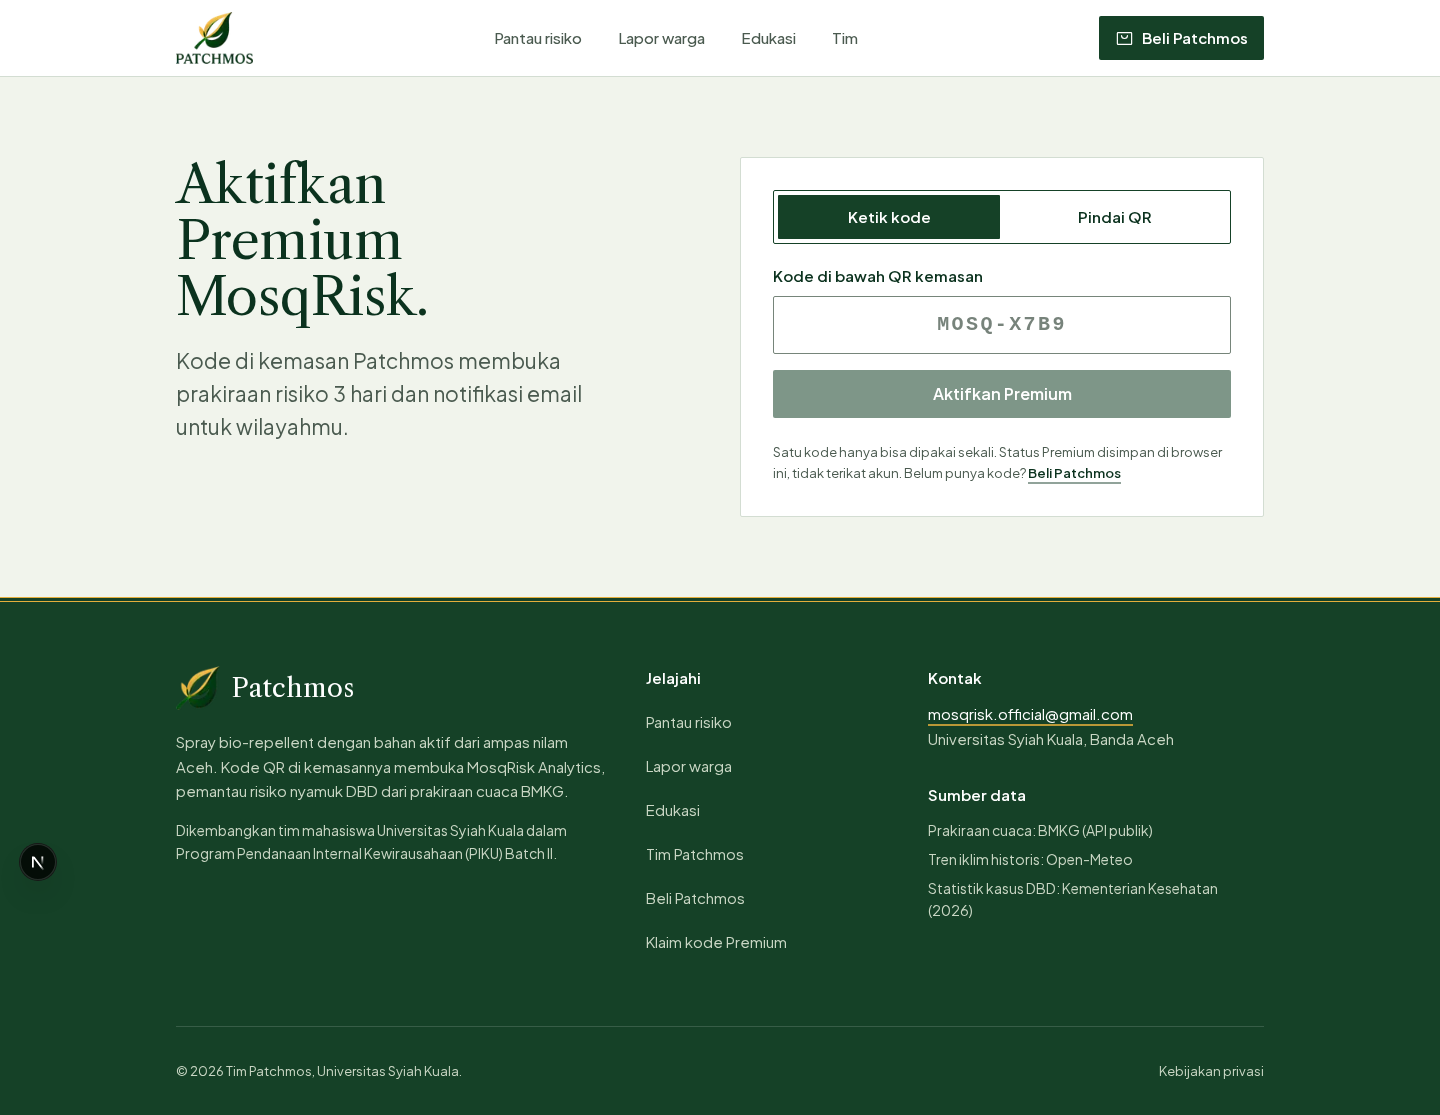 PATCHMOS
Pantau risiko
Lapor warga
Edukasi
Tim
Beli Patchmos
Aktifkan
Premium
MosqRisk.
Kode di kemasan Patchmos membuka
prakiraan risiko 3 hari dan notifikasi email
untuk wilayahmu.
Ketik kode
Pindai QR
Kode di bawah QR kemasan
MOSQ-X7B9
Aktifkan Premium
Satu kode hanya bisa dipakai sekali. Status Premium disimpan di browser
ini, tidak terikat akun. Belum punya kode? Beli Patchmos
Patchmos
Spray bio-repellent dengan bahan aktif dari ampas nilam
Aceh. Kode QR di kemasannya membuka MosqRisk Analytics,
pemantau risiko nyamuk DBD dari prakiraan cuaca BMKG.
Dikembangkan tim mahasiswa Universitas Syiah Kuala dalam
Program Pendanaan Internal Kewirausahaan (PIKU) Batch II.
Jelajahi
Pantau risiko
Lapor warga
Edukasi
Tim Patchmos
Beli Patchmos
Klaim kode Premium
Kontak
mosqrisk.official@gmail.com
Universitas Syiah Kuala, Banda Aceh
Sumber data
Prakiraan cuaca: BMKG (API publik)
Tren iklim historis: Open-Meteo
Statistik kasus DBD: Kementerian Kesehatan
(2026)
N
© 2026 Tim Patchmos, Universitas Syiah Kuala.
Kebijakan privasi